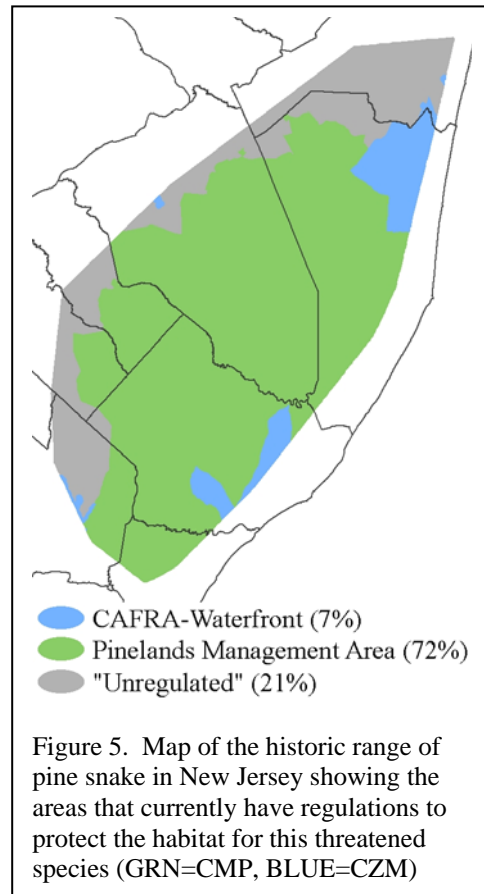 CAFRA-Waterfront (7%)
Pinelands Management Area (72%)
"Unregulated" (21%)
Figure 5.  Map of the historic range of
pine snake in New Jersey showing the
areas that currently have regulations to
protect the habitat for this threatened
species (GRN=CMP, BLUE=CZM)